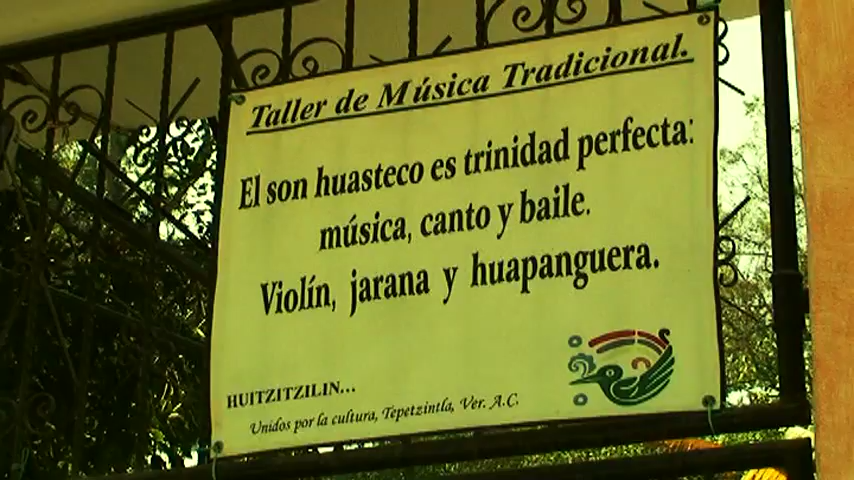 Taller de Música Tradicional.
El son huasteco es trinidad perfecta:
música, canto y baile.
Violín, jarana y huapanguera.
HUITZITZILIN...
Unidos por la cultura, Tepetzintla, Ver. A.C.